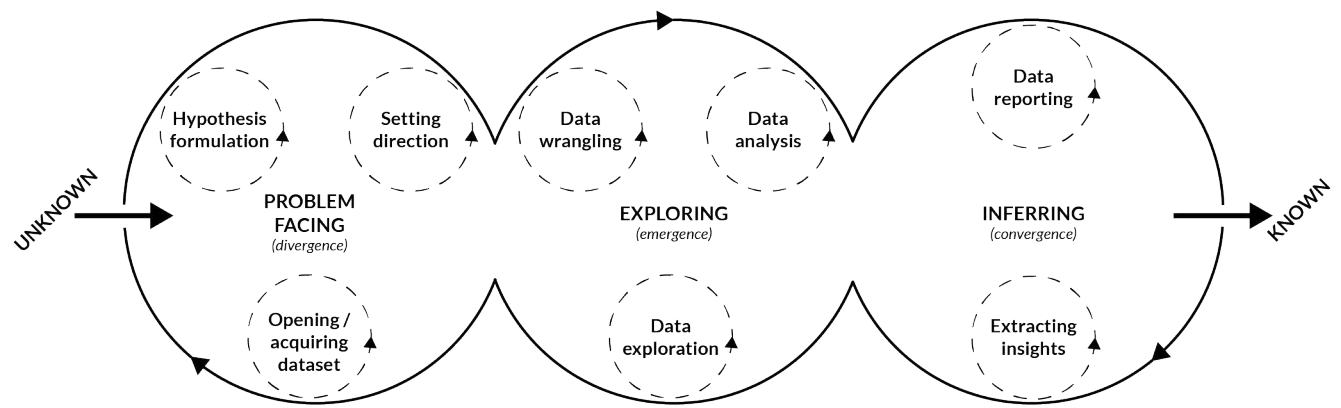 UNKNOWN
Hypothesis
formulation
Setting
direction
PROBLEM
FACING
(divergence)
Opening /
acquiring
dataset
Data
wrangling
Data
analysis
EXPLORING
(emergence)
Data
exploration
Data
reporting
INFERRING
(convergence)
Extracting
insights
KNOWN